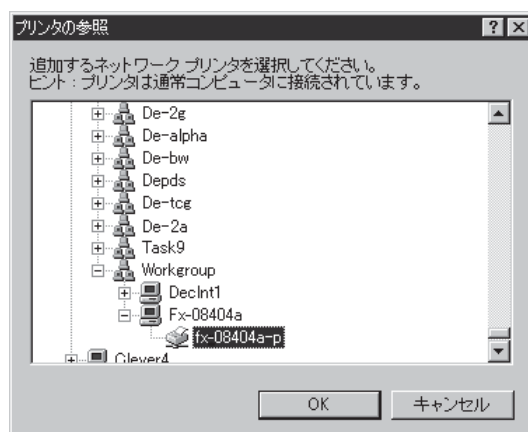 プリンタの参照
追加するネットワーク プリンタを選択してください。
ヒント：プリンタは通常コンピュータに接続されています。
De-2g
De-alpha
De-bw
Depds
De-tcg
De-2a
Task9
Workgroup
DecInt1
Fx-08404a
fx-08404a-p
Clever4
OK
キャンセル